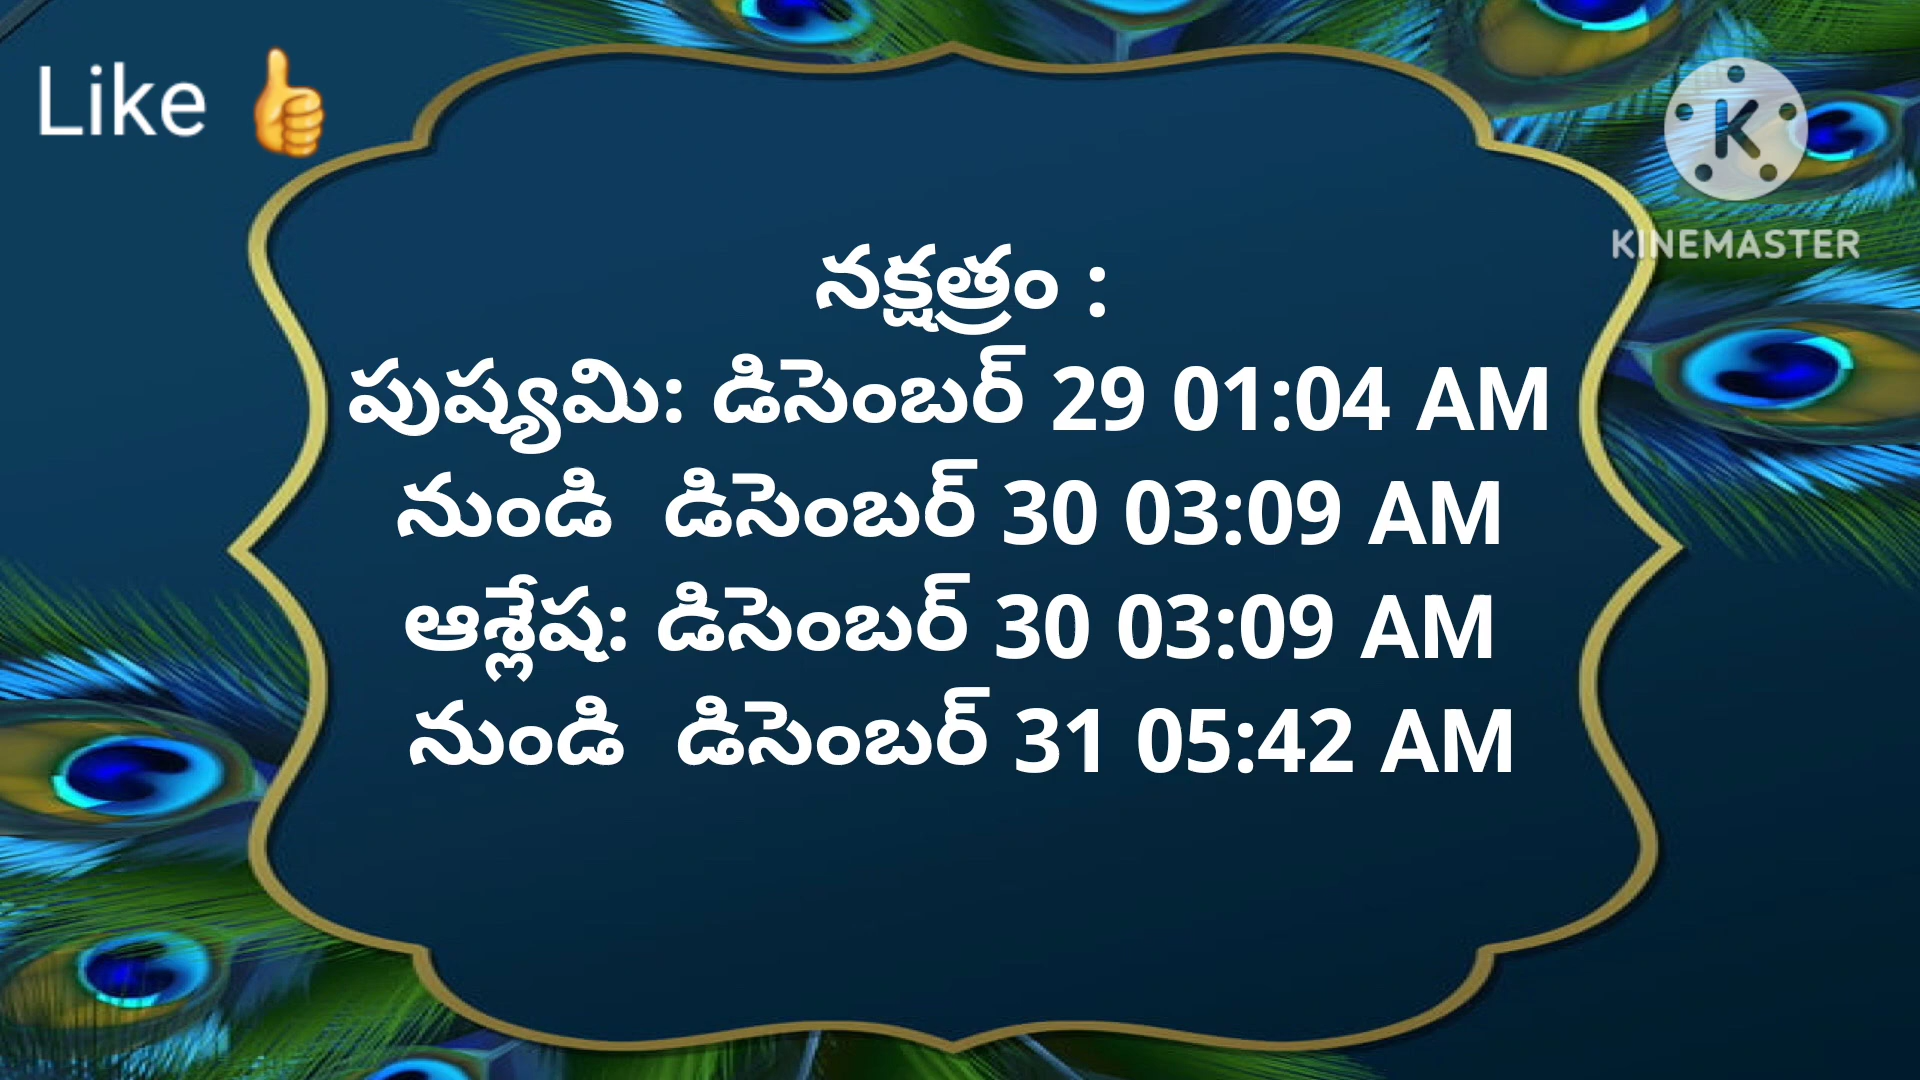 Like 👍
KINEMASTER
నక్షత్రం :
పుష్యమి: డిసెంబర్ 29 01:04 AM
నుండి డిసెంబర్ 30 03:09 AM
ఆశ్లేష: డిసెంబర్ 30 03:09 AM
నుండి డిసెంబర్ 31 05:42 AM